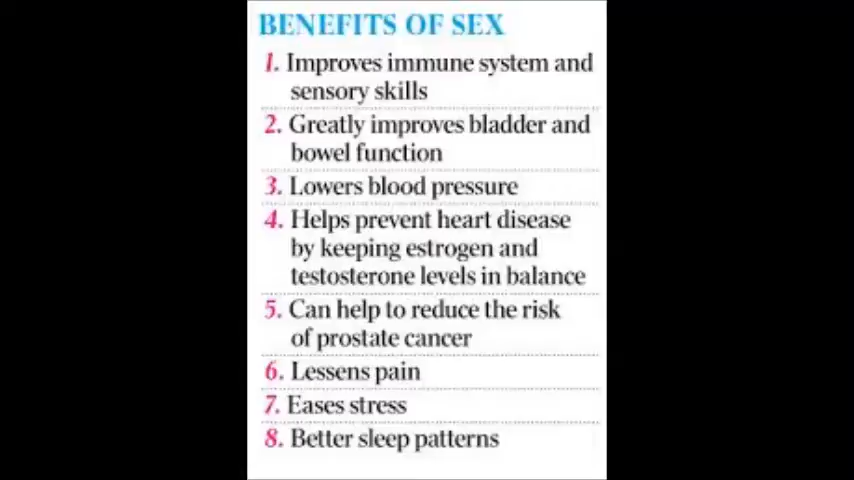 BENEFITS OF SEX
1. Improves immune system and
sensory skills
2. Greatly improves bladder and
bowel function
3. Lowers blood pressure
4. Helps prevent heart disease
by keeping estrogen and
testosterone levels in balance
5. Can help to reduce the risk
of prostate cancer
6. Lessens pain
7. Eases stress
8. Better sleep patterns